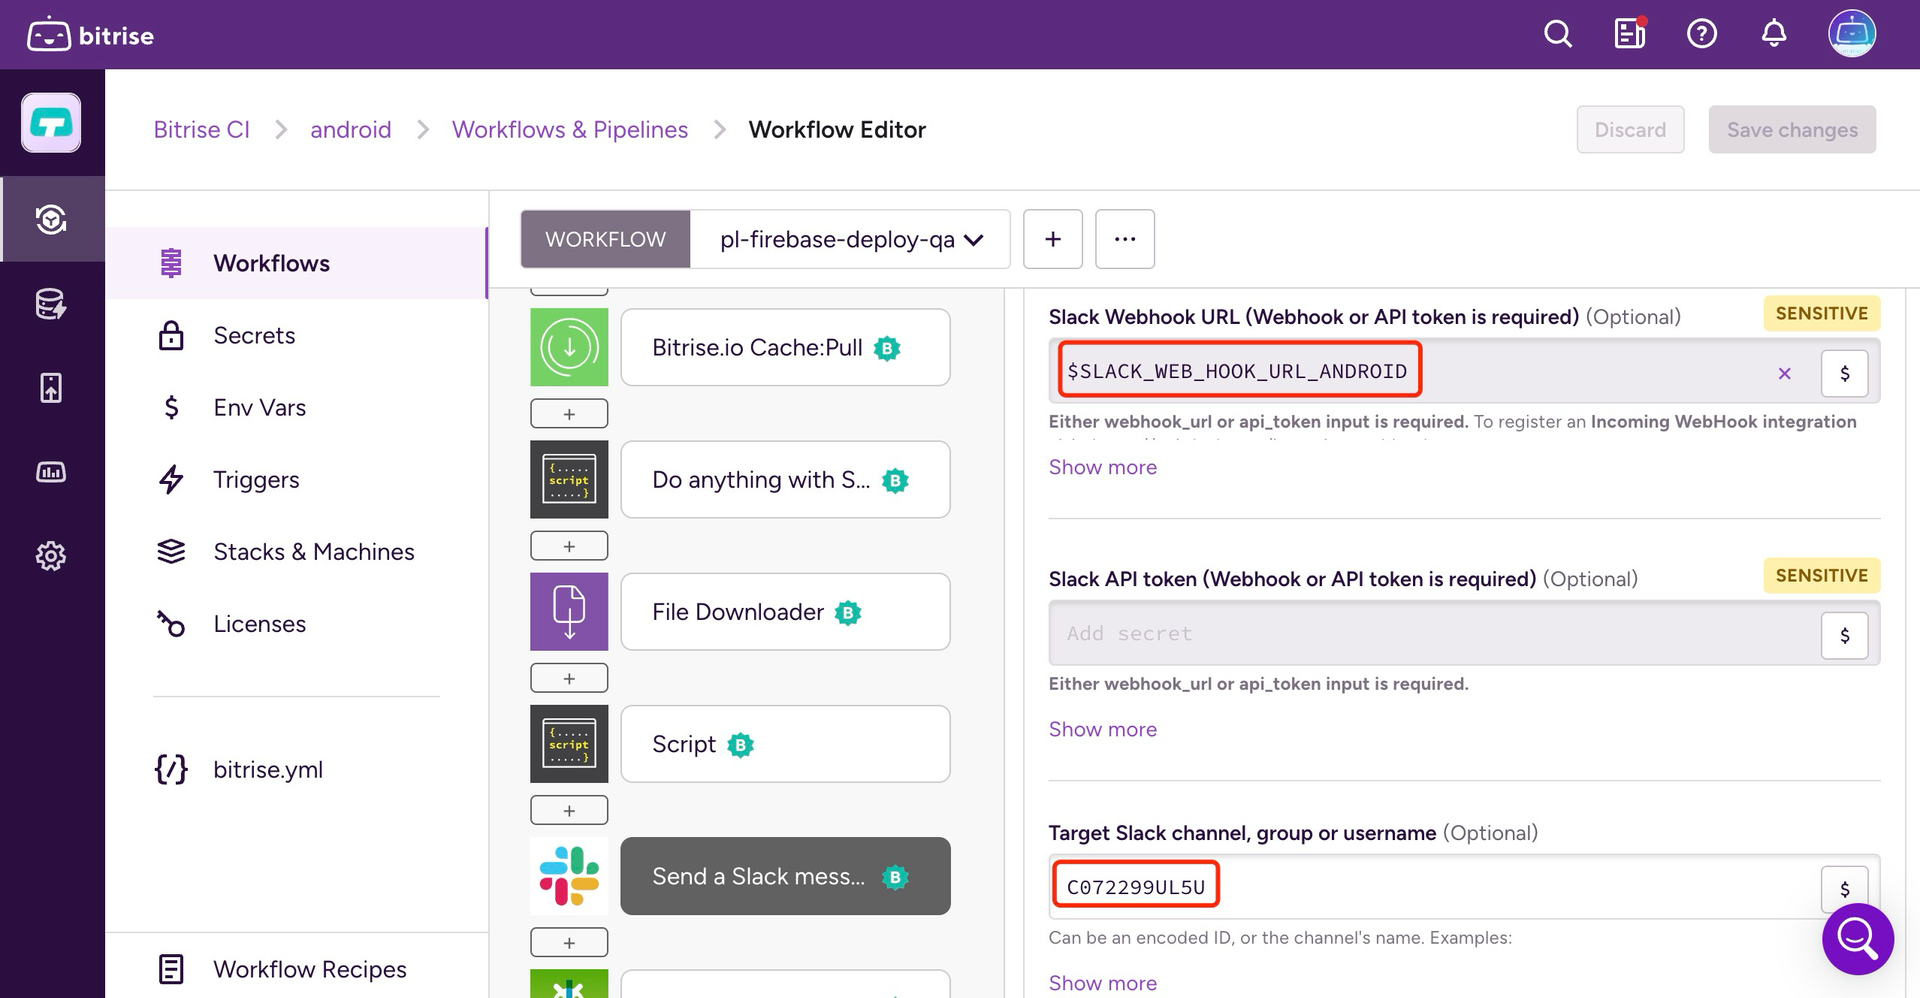 bitrise
Bitrise CI
android
Workflows & Pipelines
Workflow Editor
Discard
Save changes
Workflows
Secrets
Env Vars
Triggers
Stacks & Machines
Licenses
bitrise.yml
Workflow Recipes
WORKFLOW
pl-firebase-deploy-qa
+
...
Bitrise.io Cache:Pull
B
+
{.....
script
.....}
Do anything with S...
B
+
File Downloader
B
+
{.....
script
.....}
Script
B
+
Send a Slack mess...
B
+
Slack Webhook URL (Webhook or API token is required) (Optional)
SENSITIVE
$SLACK_WEB_HOOK_URL_ANDROID
×
$
Either webhook_url or api_token input is required. To register an Incoming WebHook integration
Show more
Slack API token (Webhook or API token is required) (Optional)
SENSITIVE
Add secret
$
Either webhook_url or api_token input is required.
Show more
Target Slack channel, group or username (Optional)
C072299UL5U
$
Can be an encoded ID, or the channel's name. Examples:
Show more